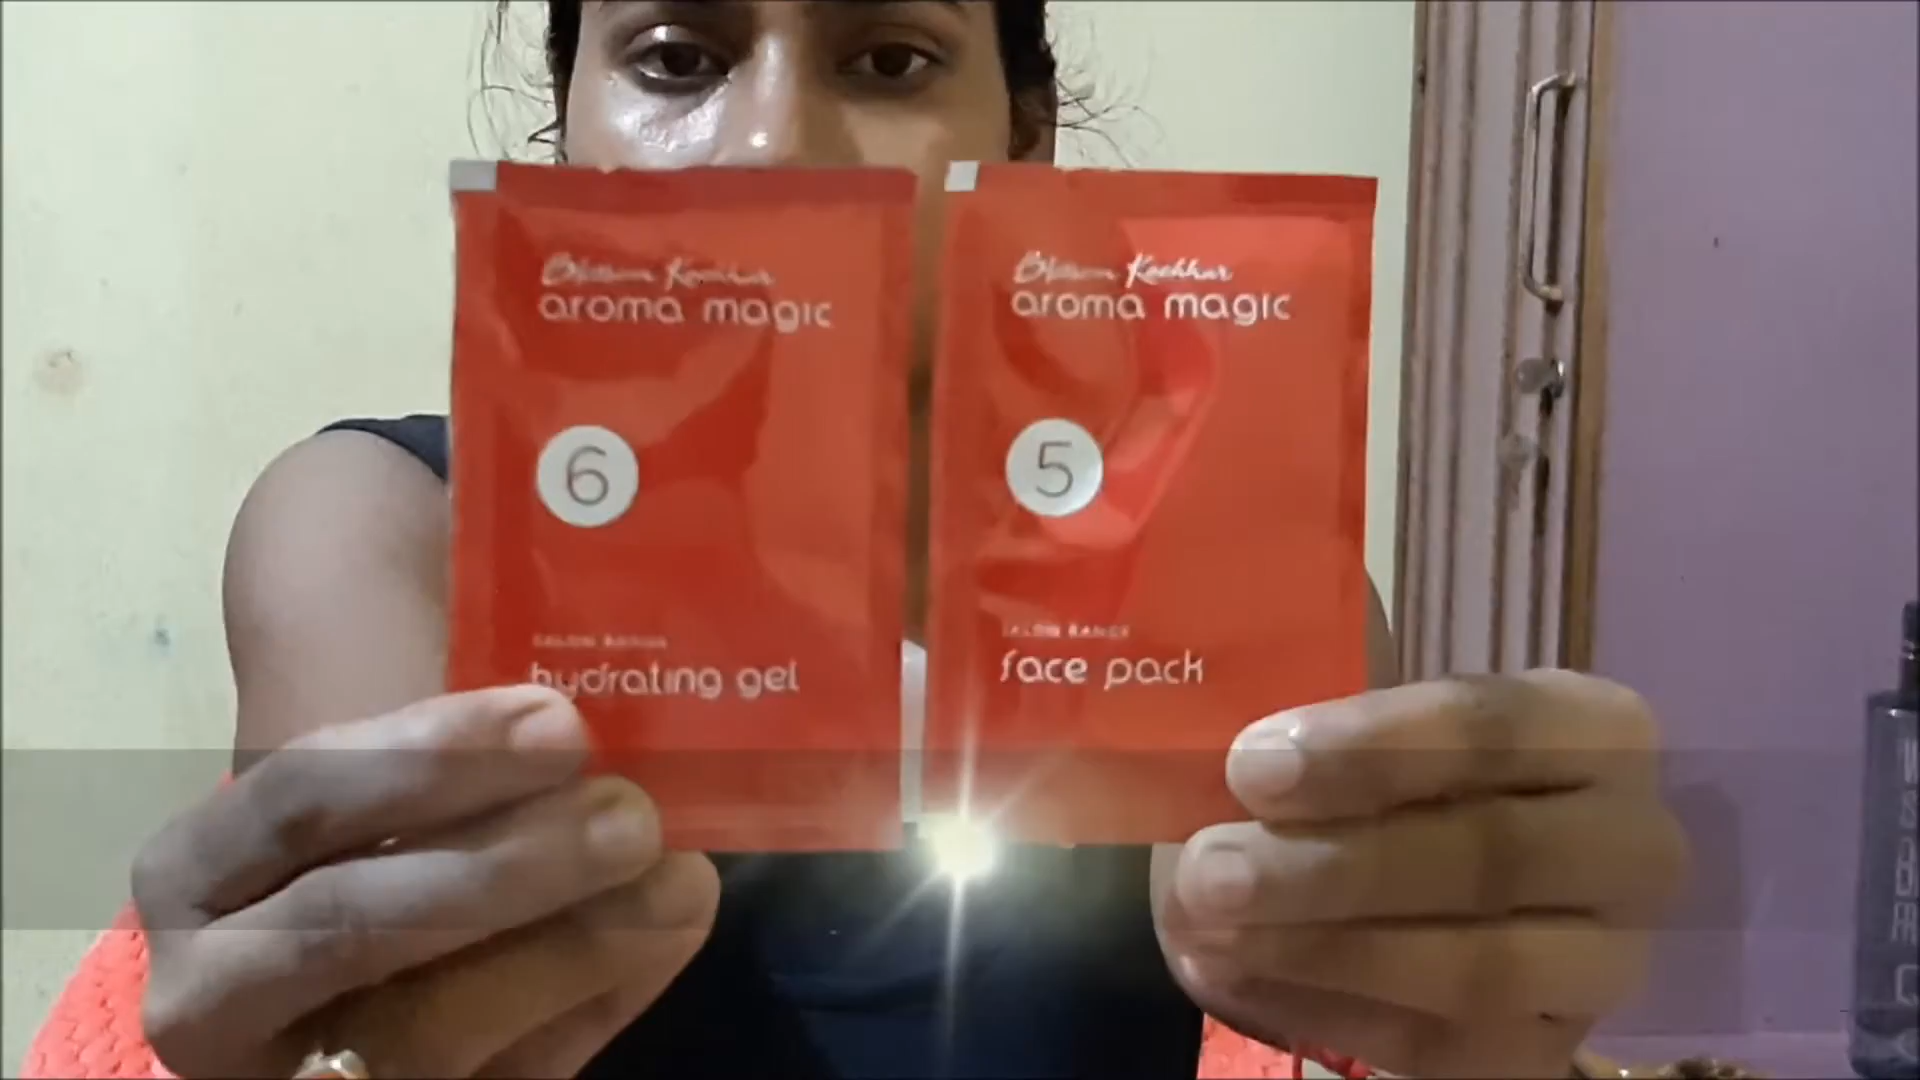 Blossom Kochhar
aroma magic
6
SALON RANGE
hydrating gel
Blossom Kochhar
aroma magic
5
SALON RANGE
face pack